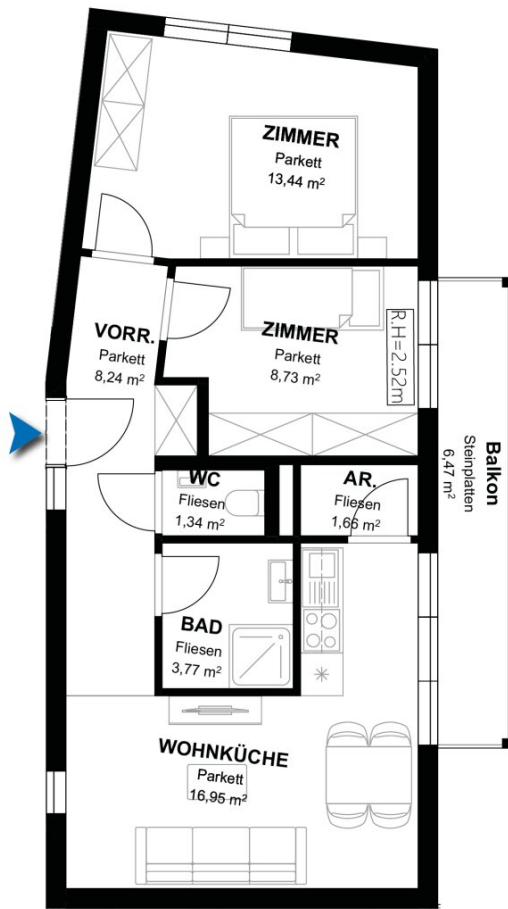 ZIMMER
Parkett
13,44 m²
VORR.
Parkett
8,24 m²
ZIMMER
Parkett
8,73 m²
R.H=2.52m
Balkon
Steinplatten
6,47 m²
WC
Fliesen
1,34 m²
AR.
Fliesen
1,66 m²
BAD
Fliesen
3,77 m²
WOHNKÜCHE
Parkett
16,95 m²